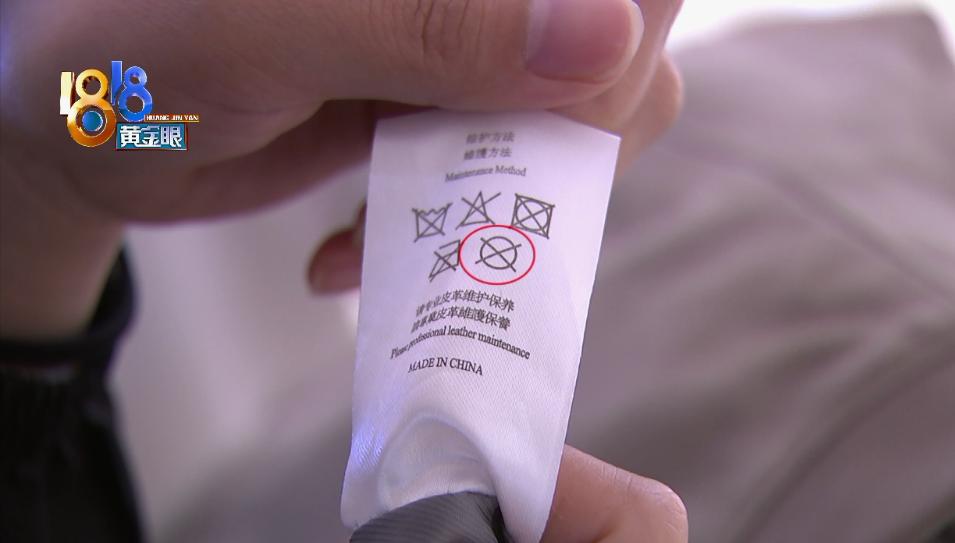 1818
HUANG JIN YAN
黄金眼
维护方法
維護方法
Maintenance Method
请专业皮革维护保养
請專業皮革維護保養
Please professional leather maintenance
MADE IN CHINA